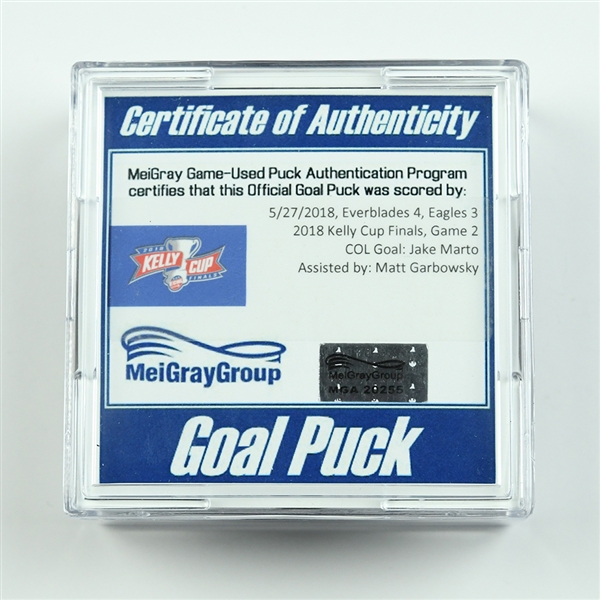 Certificate of Authenticity
MeiGray Game-Used Puck Authentication Program
certifies that this Official Goal Puck was scored by:
5/27/2018, Everblades 4, Eagles 3
2018 Kelly Cup Finals, Game 2
COL Goal: Jake Marto
Assisted by: Matt Garbowsky
2018
KELLY CUP
FINALS
MeiGrayGroup
MeiGrayGroup
MGA 20255
Goal Puck